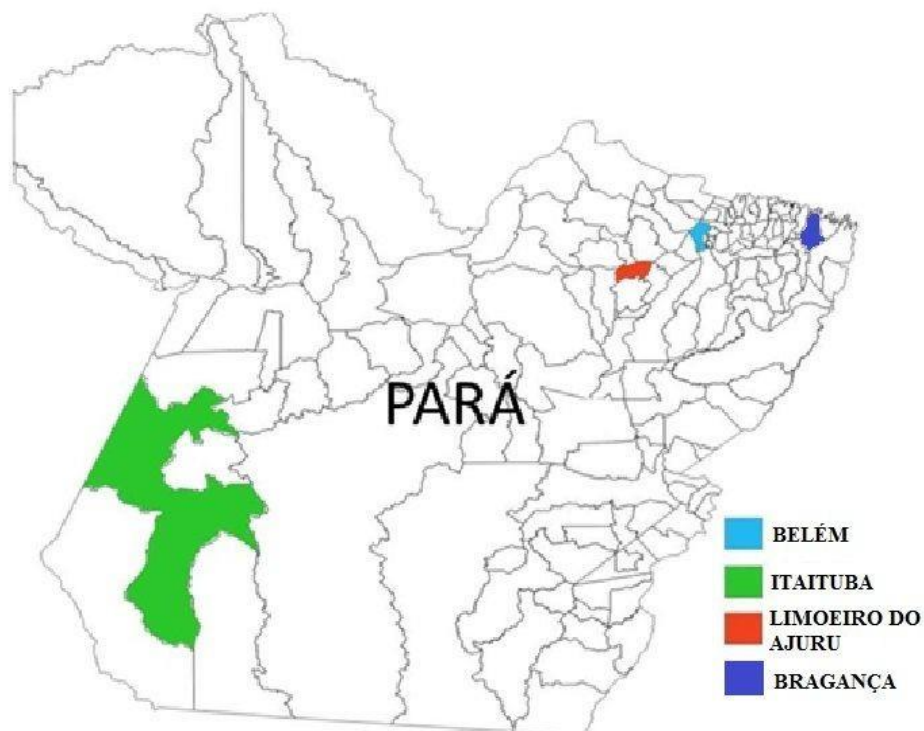 PARÁ
BELÉM
ITAITUBA
LIMOEIRO DO
AJURU
BRAGANÇA